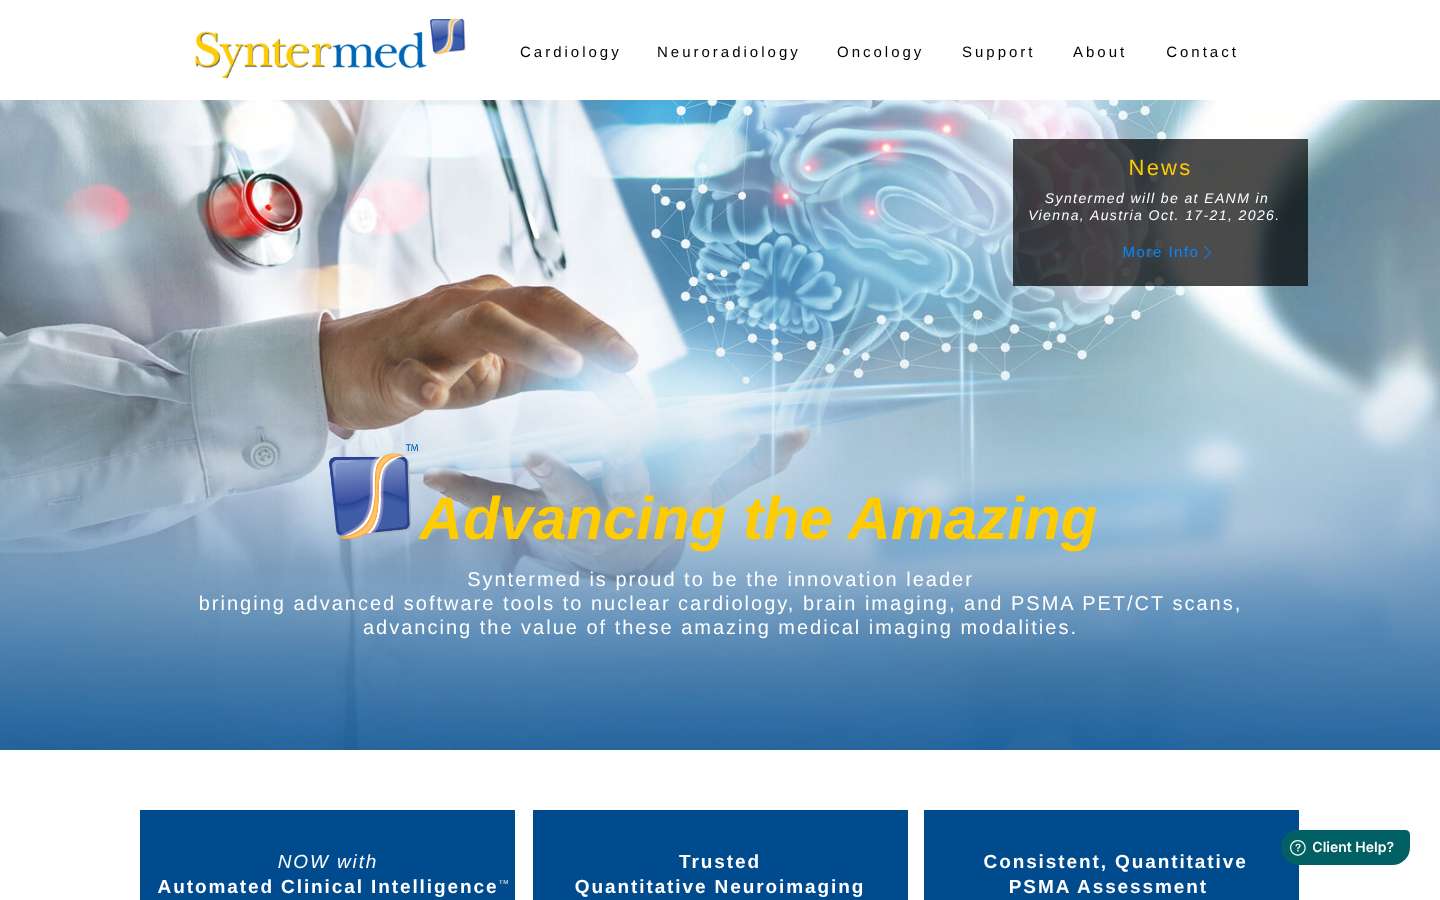 Syntermed
Cardiology
Neuroradiology
Oncology
Support
About
Contact
News
Syntermed will be at EANM in
Vienna, Austria Oct. 17-21, 2026.
More Info
TM
Advancing the Amazing
Syntermed is proud to be the innovation leader
bringing advanced software tools to nuclear cardiology, brain imaging, and PSMA PET/CT scans,
advancing the value of these amazing medical imaging modalities.
NOW with
Automated Clinical Intelligence™
Trusted
Quantitative Neuroimaging
Consistent, Quantitative
PSMA Assessment
Client Help?